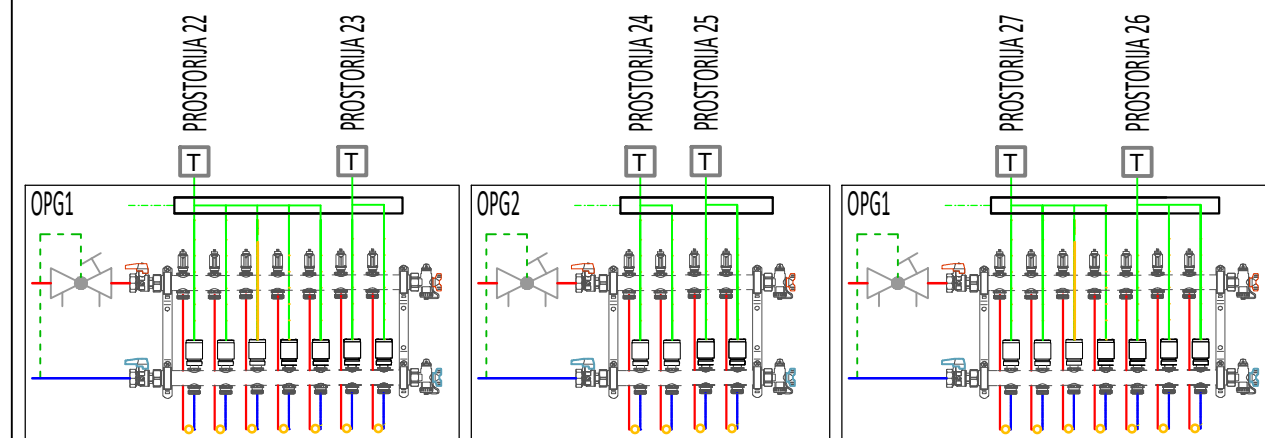 PROSTORIJA 22
PROSTORIJA 23
PROSTORIJA 24
PROSTORIJA 25
PROSTORIJA 27
PROSTORIJA 26
T
T
T
T
T
T
OPG1
OPG2
OPG1